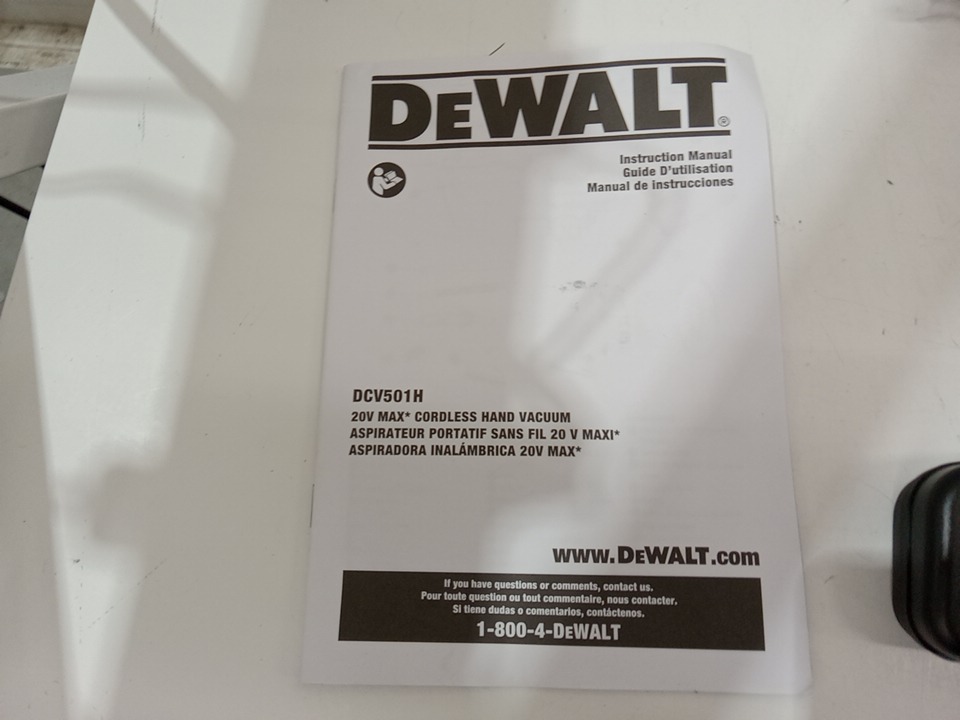 DEWALT®
Instruction Manual
Guide D'utilisation
Manual de instrucciones
DCV501H
20V MAX* CORDLESS HAND VACUUM
ASPIRATEUR PORTATIF SANS FIL 20 V MAXI*
ASPIRADORA INALÁMBRICA 20V MAX*
www.DEWALT.com
If you have questions or comments, contact us.
Pour toute question ou tout commentaire, nous contacter.
Si tiene dudas o comentarios, contáctenos.
1-800-4-DEWALT